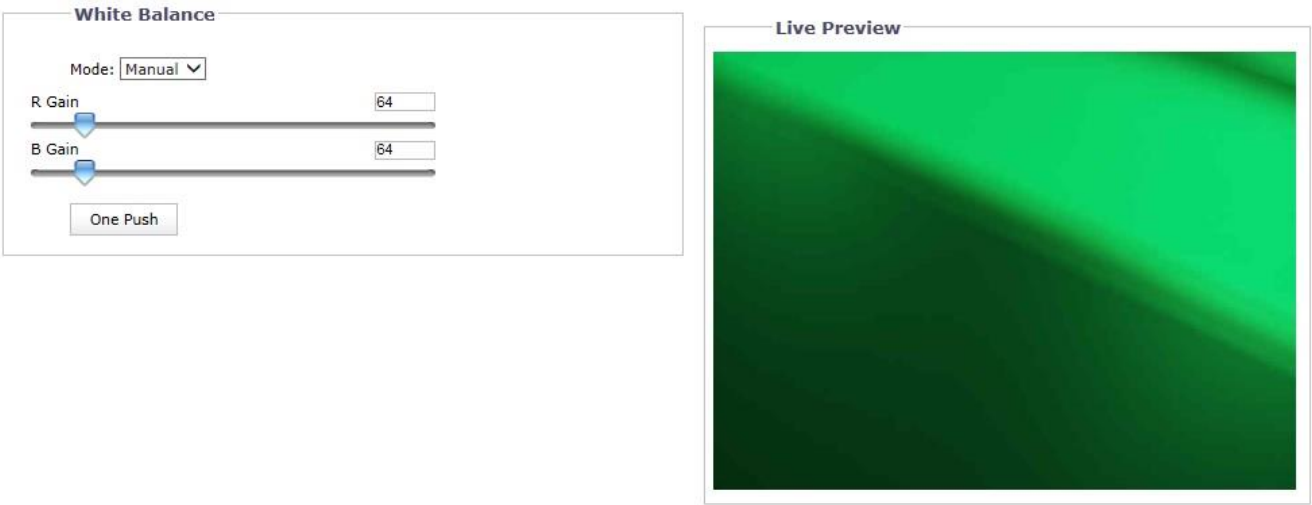 White Balance
Mode: Manual
R Gain 64
B Gain 64
One Push
Live Preview